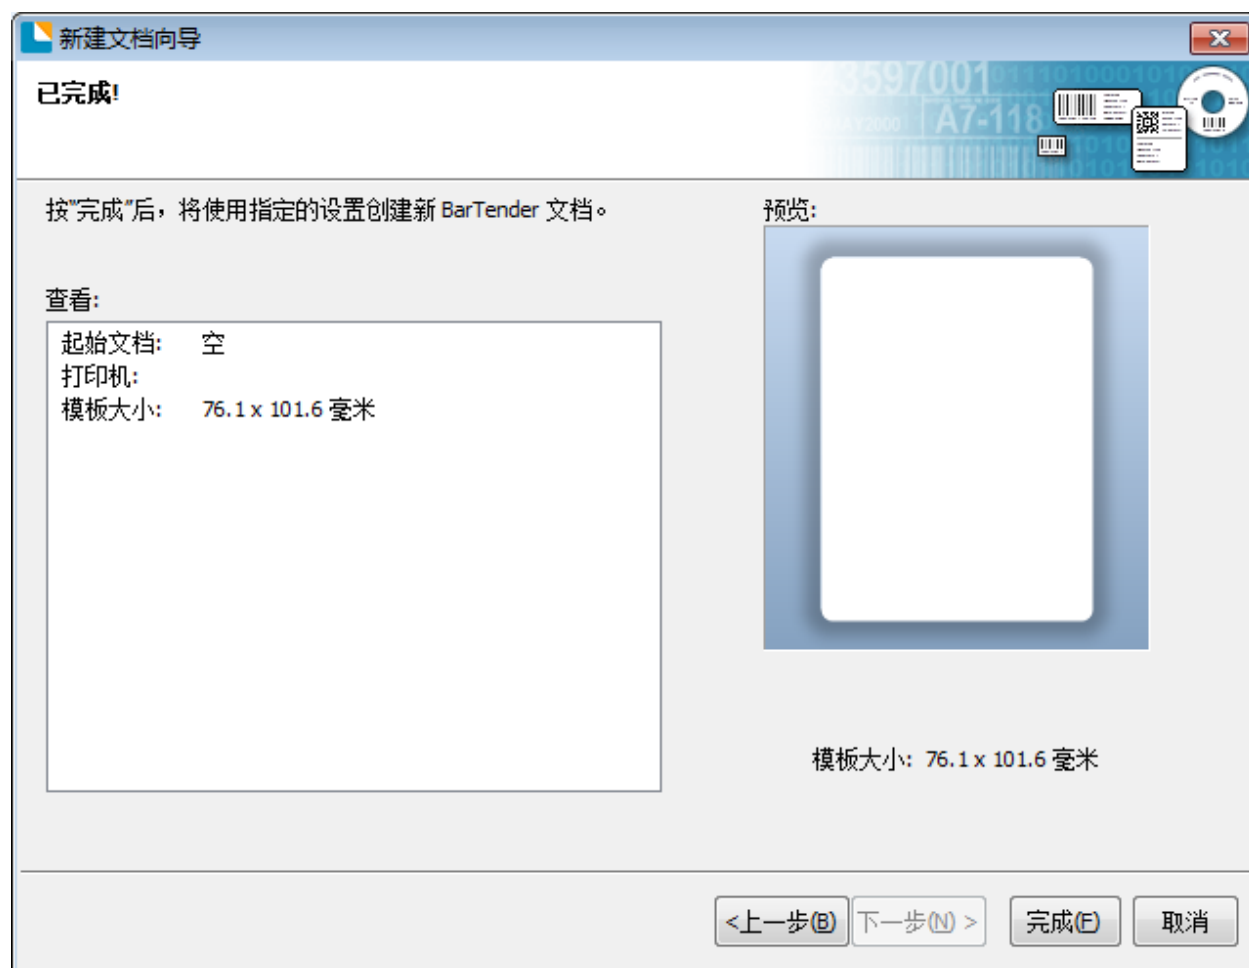 新建文档向导
已完成!
43597001
A7-118
按"完成"后，将使用指定的设置创建新 BarTender 文档。
预览:
查看:
起始文档: 空
打印机:
模板大小: 76.1 x 101.6 毫米
模板大小: 76.1 x 101.6 毫米
<上一步(B) 下一步(N) > 完成(F) 取消